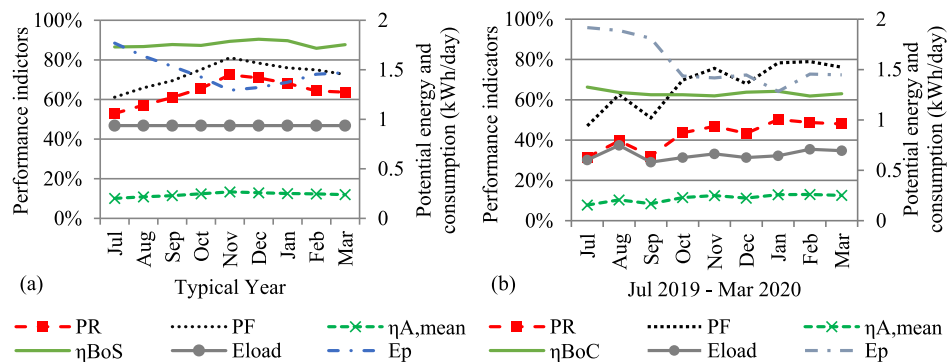 Performance indictors
100%
80%
60%
40%
20%
0%
2
1.5
1
0.5
0
Potential energy and
consumption (kWh/day)
Jul
Aug
Sep
Oct
Nov
Dec
Jan
Feb
Mar
(a)
Typical Year
PR
PF
ηA,mean
ηBoS
Eload
Ep
Performance indicators
100%
80%
60%
40%
20%
0%
2
1.5
1
0.5
0
Potential energy and
consumption (kWh/day)
Jul
Aug
Sep
Oct
Nov
Dec
Jan
Feb
Mar
(b)
Jul 2019 - Mar 2020
PR
PF
ηA,mean
ηBoC
Eload
Ep